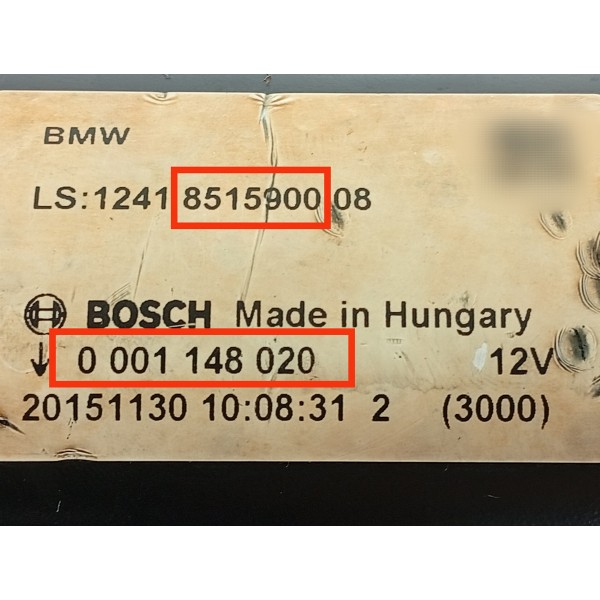 BMW
LS:1241 8515900 08
BOSCH Made in Hungary
0 001 148 020 12V
20151130 10:08:31 2 (3000)